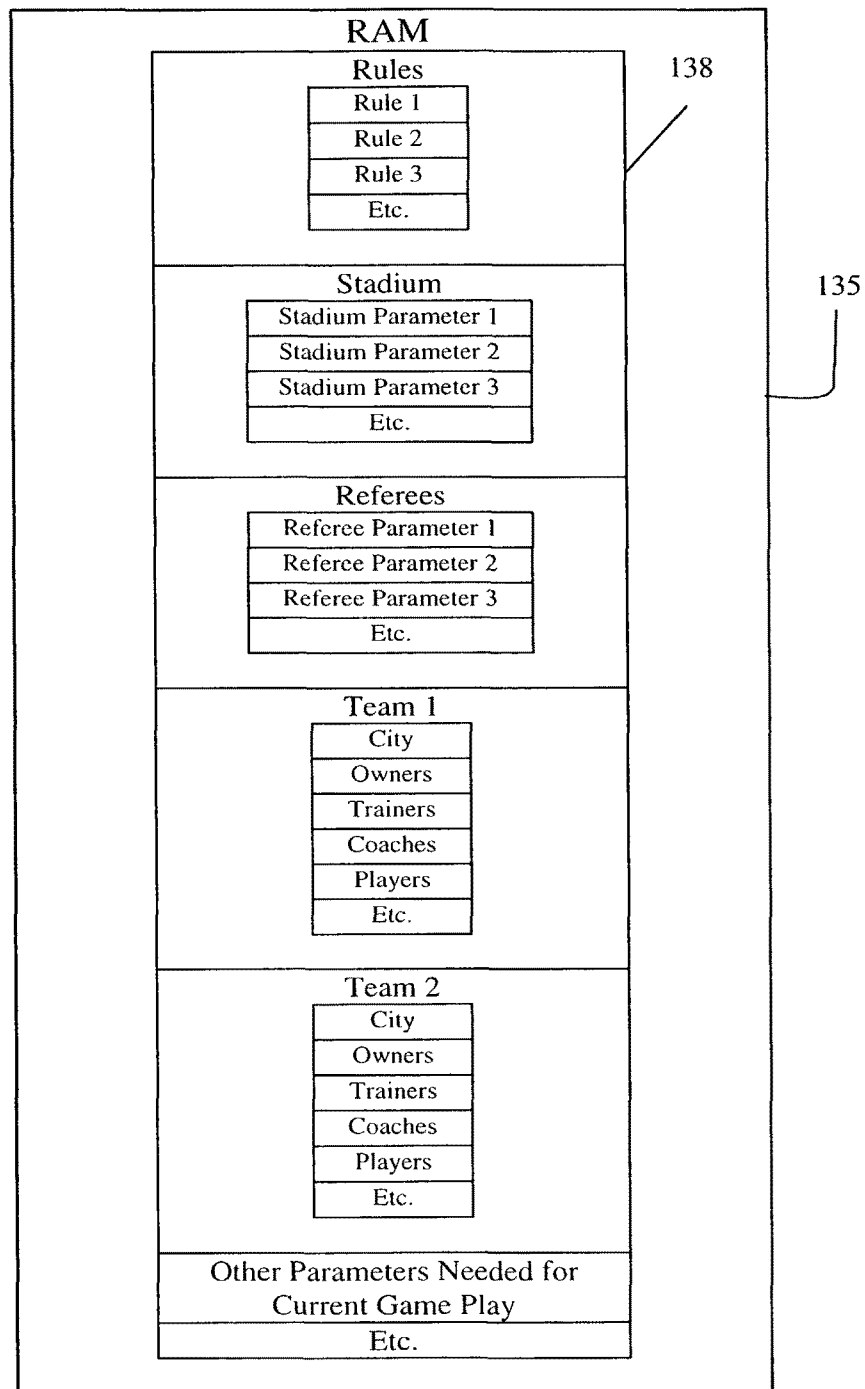 RAM
Rules
138
Rule 1
Rule 2
Rule 3
Etc.
Stadium
135
Stadium Parameter 1
Stadium Parameter 2
Stadium Parameter 3
Etc.
Referees
Referee Parameter 1
Referee Parameter 2
Referee Parameter 3
Etc.
Team 1
City
Owners
Trainers
Coaches
Players
Etc.
Team 2
City
Owners
Trainers
Coaches
Players
Etc.
Other Parameters Needed for
Current Game Play
Etc.